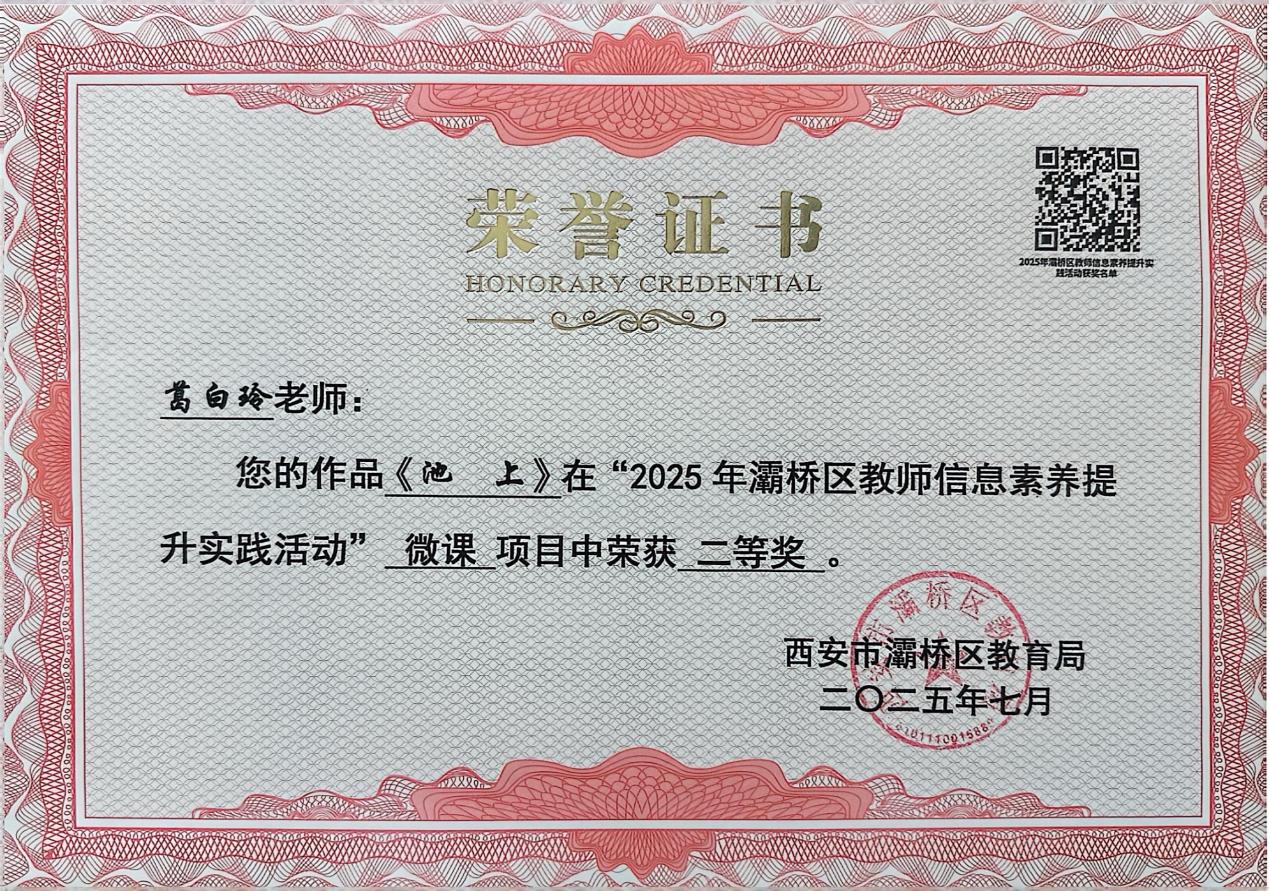 荣誉证书
HONORARY CREDENTIAL
2025年灞桥区教师信息素养提升实
践活动获奖名单
葛白玲老师：
您的作品《池　上》在“2025年灞桥区教师信息素养提
升实践活动” 微课 项目中荣获 二等奖 。
西安市灞桥区教育局
二〇二五年七月